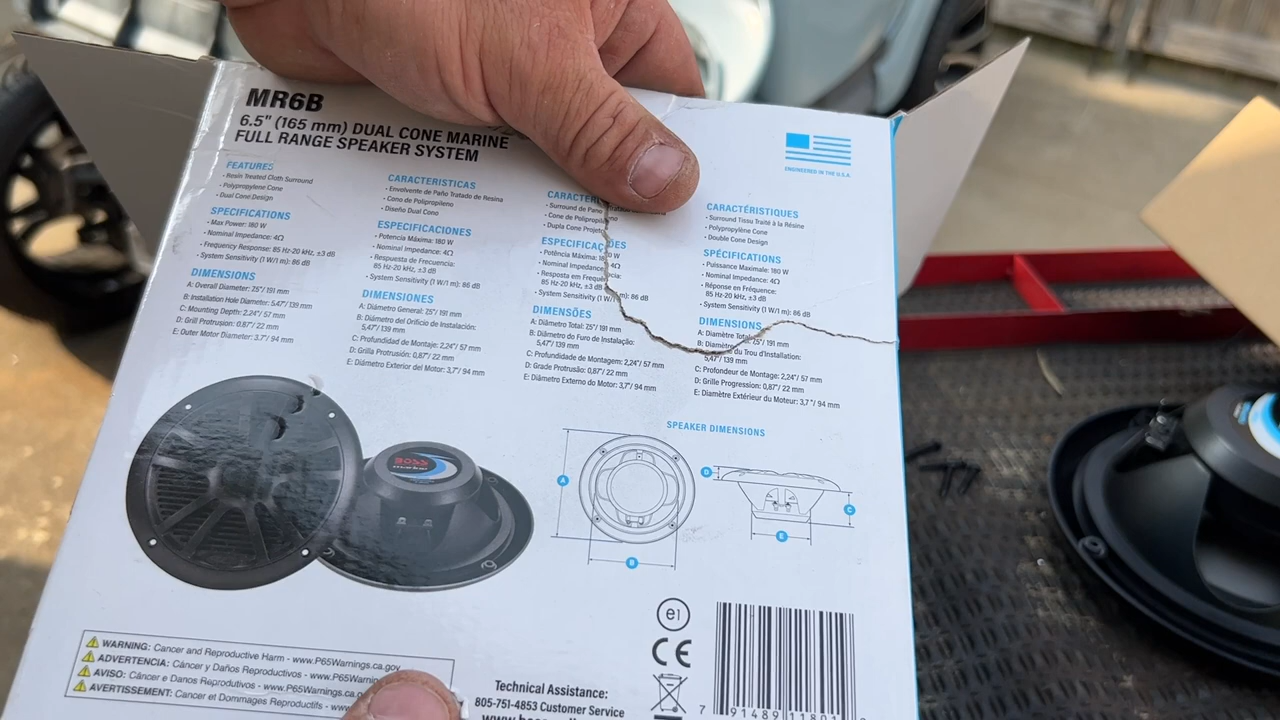 MR6B
6.5" (165 mm) DUAL CONE MARINE
FULL RANGE SPEAKER SYSTEM
ENGINEERED IN THE U.S.A.
FEATURES
• Resin Treated Cloth Surround
• Polypropylene Cone
• Dual Cone Design
SPECIFICATIONS
• Max Power: 180 W
• Nominal Impedance: 4Ω
• Frequency Response: 85 Hz-20 kHz, ±3 dB
• System Sensitivity (1 W/1 m): 86 dB
DIMENSIONS
A: Overall Diameter: 7.5"/ 191 mm
B: Installation Hole Diameter: 5.47"/ 139 mm
C: Mounting Depth: 2.24"/ 57 mm
D: Grill Protrusion: 0.87"/ 22 mm
E: Outer Motor Diameter: 3.7"/ 94 mm
CARACTERISTICAS
• Envolvente de Paño Tratado de Resina
• Cono de Polipropileno
• Diseño Dual Cono
ESPECIFICACIONES
• Potencia Máxima: 180 W
• Nominal Impedance: 4Ω
• Respuesta de Frecuencia:
85 Hz-20 kHz, ±3 dB
• System Sensitivity (1 W/1 m): 86 dB
DIMENSIONES
A: Diámetro General: 7,5"/ 191 mm
B: Diámetro del Orificio de Instalación:
5,47"/ 139 mm
C: Profundidad de Montaje: 2,24"/ 57 mm
D: Grilla Protrusión: 0,87"/ 22 mm
E: Diámetro Exterior del Motor: 3,7"/ 94 mm
• Surround de Pano
• Cone de Polipropileno
• Dupla Cone Projeto
ESPECIFICAÇÕES
• Potência Máxima: 180 W
• Nominal Impedance: 4Ω
• Resposta em Frequência:
85 Hz-20 kHz, ±3 dB
• System Sensitivity (1 W/1 m): 86 dB
DIMENSÕES
A: Diâmetro Total: 7,5"/ 191 mm
B: Diâmetro do Furo de Instalação:
5,47"/ 139 mm
C: Profundidade de Montagem: 2,24"/ 57 mm
D: Grade Protrusão: 0,87"/ 22 mm
E: Diâmetro Externo do Motor: 3,7"/ 94 mm
CARACTÉRISTIQUES
• Surround Tissu Traité à la Résine
• Polypropylène Cône
• Double Cone Design
SPÉCIFICATIONS
• Puissance Maximale: 180 W
• Nominal Impedance: 4Ω
• Réponse en Fréquence:
85 Hz-20 kHz, ±3 dB
• System Sensitivity (1 W/1 m): 86 dB
DIMENSIONS
A: Diamètre Total: 7,5"/ 191 mm
B: Diamètre du Trou d'Installation:
5,47"/ 139 mm
C: Profondeur de Montage: 2,24"/ 57 mm
D: Grille Progression: 0,87"/ 22 mm
E: Diamètre Extérieur du Moteur: 3,7 "/ 94 mm
SPEAKER DIMENSIONS
A
B
D
C
E
BOSS
e1
CE
WARNING: Cancer and Reproductive Harm - www.P65Warnings.ca.gov
ADVERTENCIA: Cáncer y Daños Reproductivos - www.P65Warnings.ca.gov
AVISO: Cancer e Danos Reprodutivos - www.P65Warnings.ca
AVERTISSEMENT: Cancer et Dommages Reproductifs - www
Technical Assistance:
805-751-4853 Customer Service
7 91489 11801